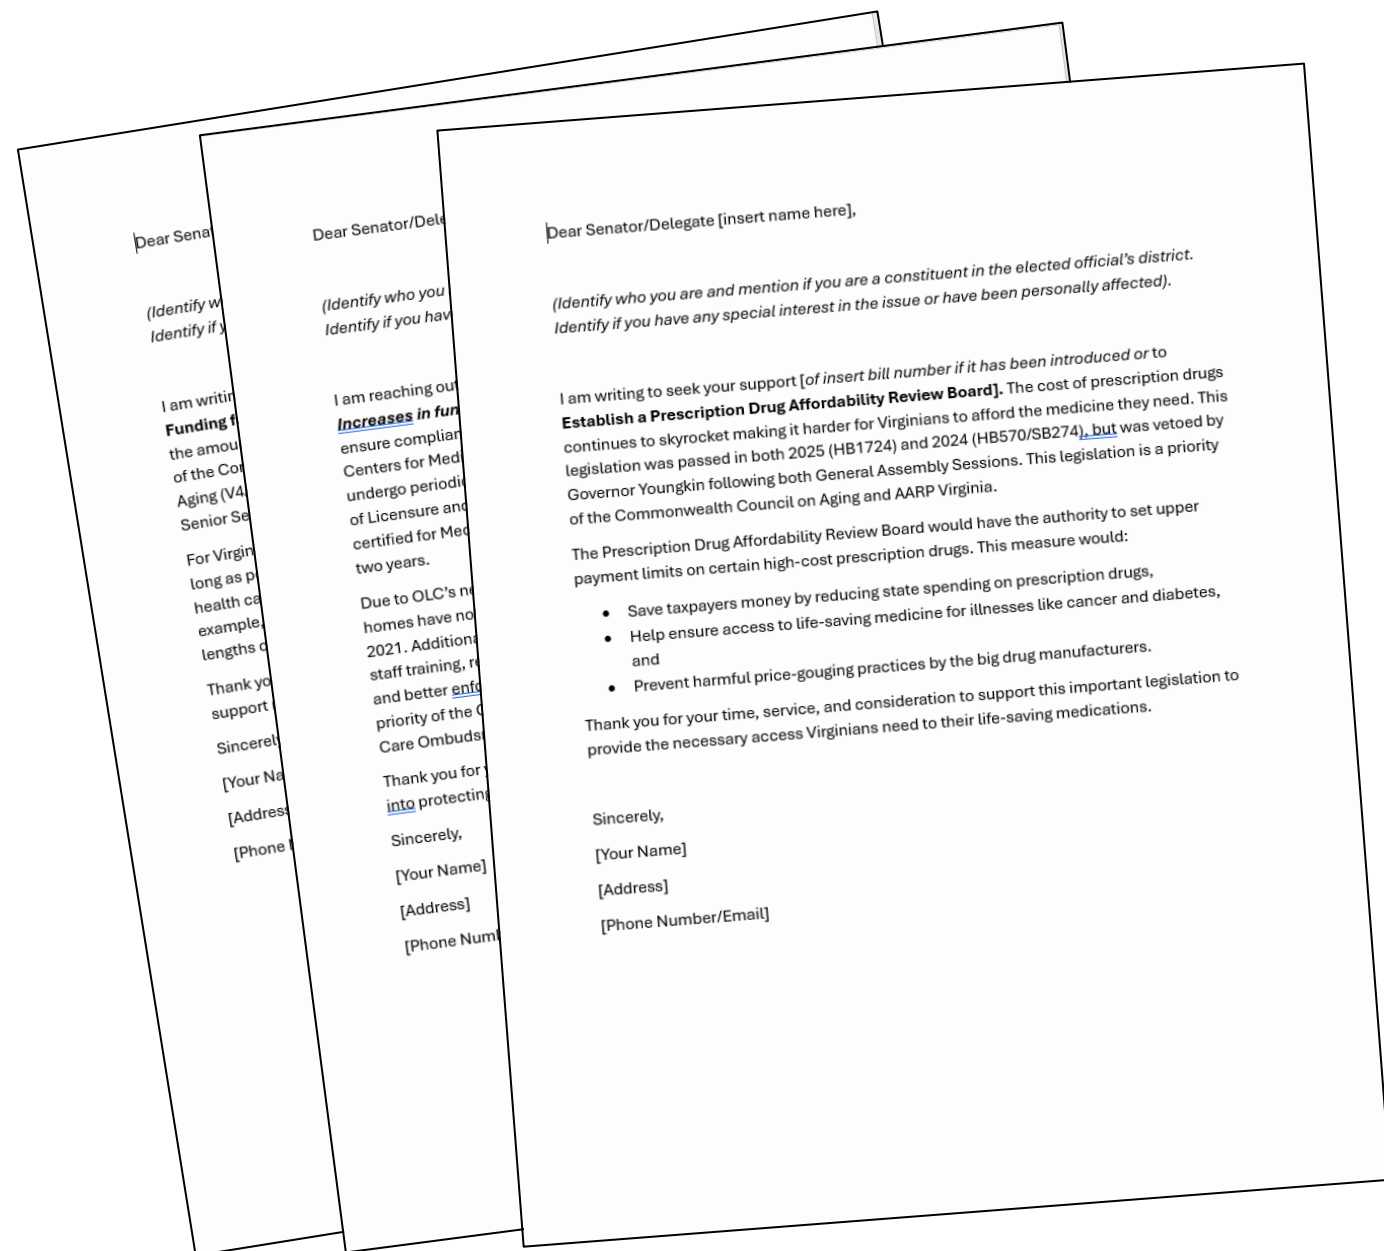 Dear Sena
(Identify w
Identify if y
I am writin
Funding f
the amou
of the Cor
Aging (V4
Senior Se
For Virgin
long as p
health ca
example,
lengths o
Thank yo
support
Sincerely
[Your Na
[Address
[Phone
Dear Senator/Dele
(Identify who you
Identify if you hav
I am reaching out
Increases in fun
ensure complian
Centers for Medi
undergo periodic
of Licensure and
certified for Med
two years.
Due to OLC’s ne
homes have no
2021. Additiona
staff training, re
and better enfo
priority of the C
Care Ombuds
Thank you for y
into protecting
Sincerely,
[Your Name]
[Address]
[Phone Num
Dear Senator/Delegate [insert name here],
(Identify who you are and mention if you are a constituent in the elected official’s district.
Identify if you have any special interest in the issue or have been personally affected).
I am writing to seek your support [of insert bill number if it has been introduced or to
Establish a Prescription Drug Affordability Review Board]. The cost of prescription drugs
continues to skyrocket making it harder for Virginians to afford the medicine they need. This
legislation was passed in both 2025 (HB1724) and 2024 (HB570/SB274), but was vetoed by
Governor Youngkin following both General Assembly Sessions. This legislation is a priority
of the Commonwealth Council on Aging and AARP Virginia.
The Prescription Drug Affordability Review Board would have the authority to set upper
payment limits on certain high-cost prescription drugs. This measure would:
• Save taxpayers money by reducing state spending on prescription drugs,
• Help ensure access to life-saving medicine for illnesses like cancer and diabetes,
and
• Prevent harmful price-gouging practices by the big drug manufacturers.
Thank you for your time, service, and consideration to support this important legislation to
provide the necessary access Virginians need to their life-saving medications.
Sincerely,
[Your Name]
[Address]
[Phone Number/Email]